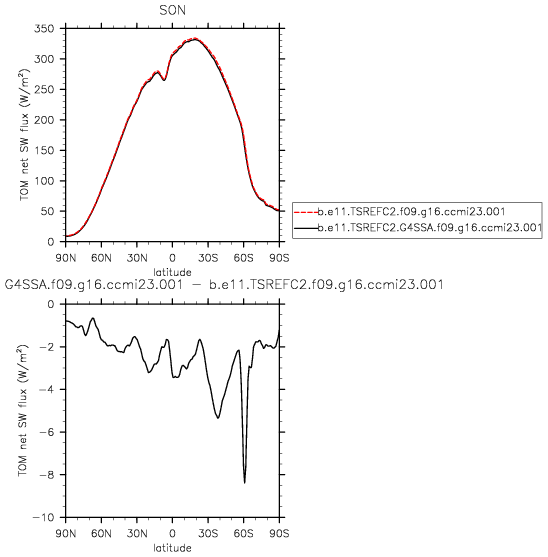 SON
350
300
250
200
150
100
50
0
TOM net SW flux (W/m²)
90N 60N 30N 0 30S 60S 90S
latitude
b.e11.TSREFC2.f09.g16.ccmi23.001
b.e11.TSREFC2.G4SSA.f09.g16.ccmi23.001
G4SSA.f09.g16.ccmi23.001 − b.e11.TSREFC2.f09.g16.ccmi23.001
0
−2
−4
−6
−8
−10
TOM net SW flux (W/m²)
90N 60N 30N 0 30S 60S 90S
latitude